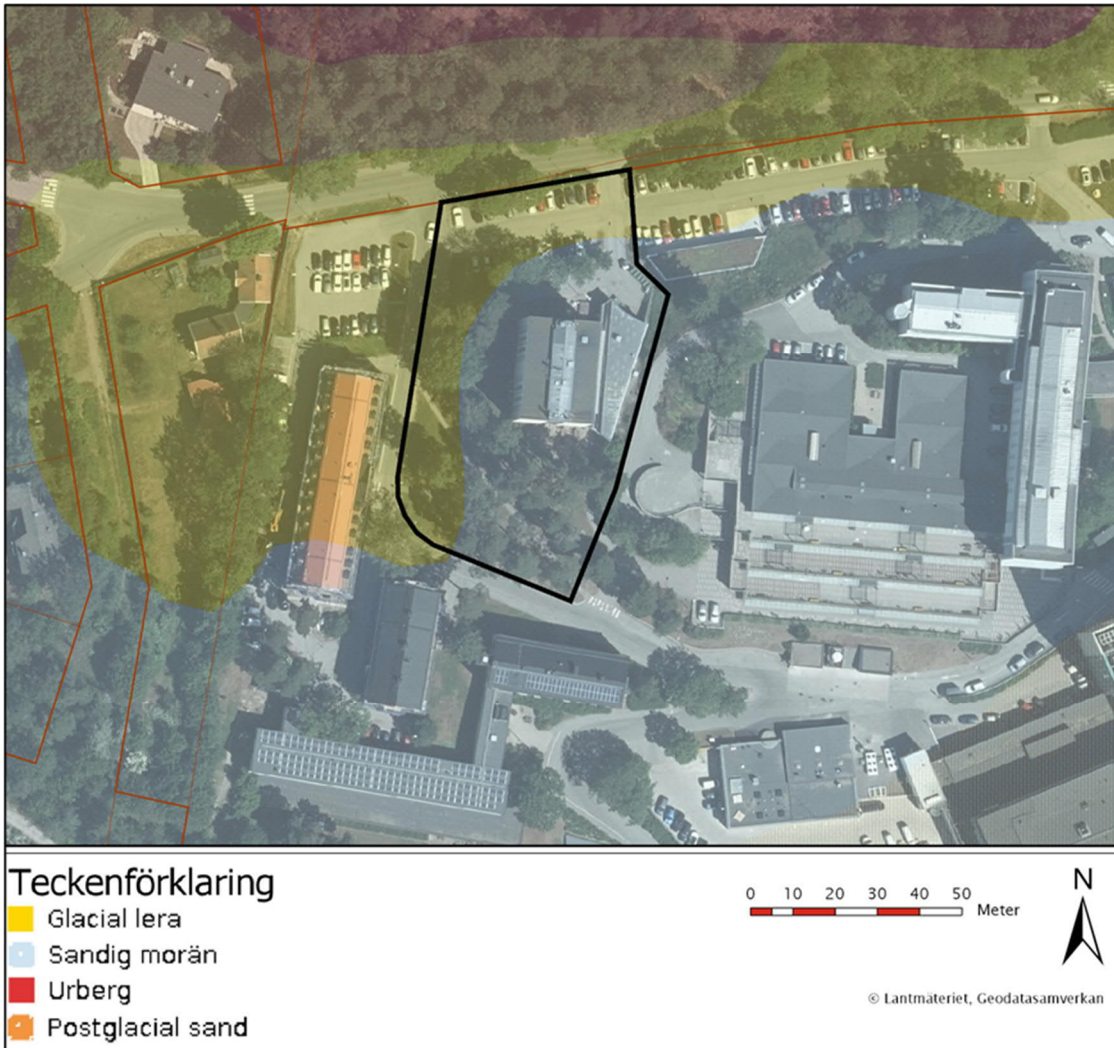 Teckenförklaring
Glacial lera
Sandig morän
Urberg
Postglacial sand
0 10 20 30 40 50
Meter
N
© Lantmäteriet, Geodatasamverkan